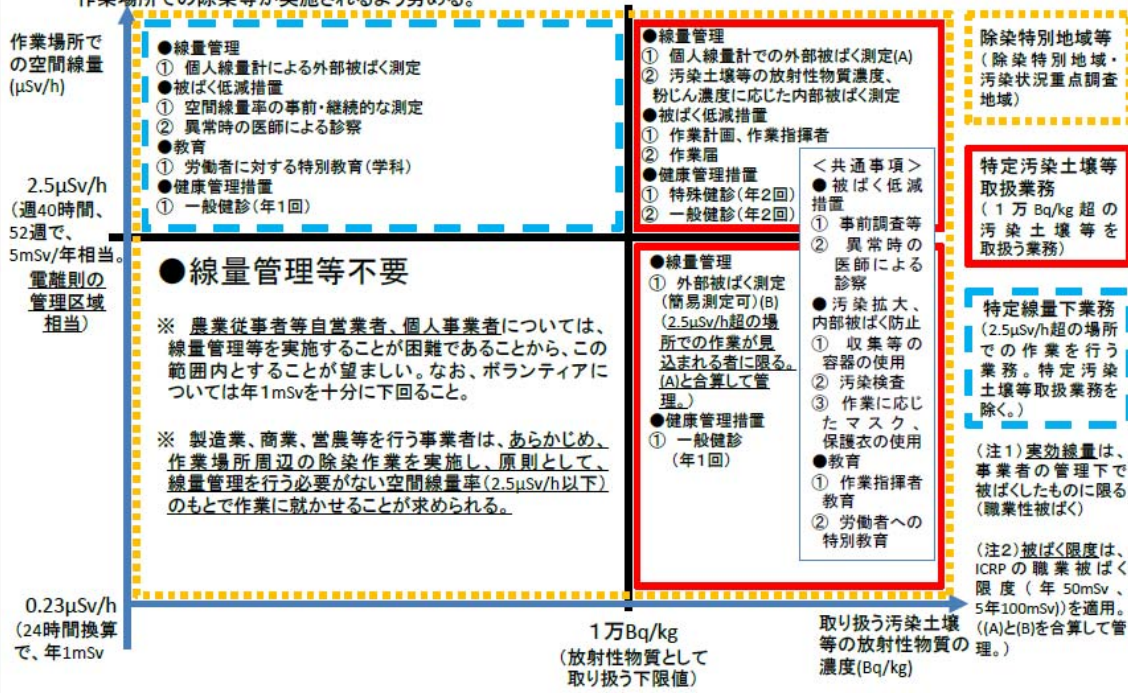 作業場所での除染等が実施されるよう努める。
作業場所で
の空間線量
(μSv/h)
2.5μSv/h
(週40時間、
52週で、
5mSv/年相当。
電離則の
管理区域
相当)
0.23μSv/h
(24時間換算
で、年1mSv
●線量管理
① 個人線量計による外部被ばく測定
●被ばく低減措置
① 空間線量率の事前・継続的な測定
② 異常時の医師による診察
●教育
① 労働者に対する特別教育(学科)
●健康管理措置
① 一般健診(年1回)
●線量管理
① 個人線量計での外部被ばく測定(A)
② 汚染土壌等の放射性物質濃度、
粉じん濃度に応じた内部被ばく測定
●被ばく低減措置
① 作業計画、作業指揮者
② 作業届
●健康管理措置
① 特殊健診(年2回)
② 一般健診(年2回)
<共通事項>
●被ばく低減
措置
① 事前調査等
② 異常時の
医師による
診察
●汚染拡大、
内部被ばく防止
① 収集等の
容器の使用
② 汚染検査
③ 作業に応じ
たマスク、
保護衣の使用
●教育
① 作業指揮者
教育
② 労働者への
特別教育
●線量管理等不要
※ 農業従事者等自営業者、個人事業者については、
線量管理等を実施することが困難であることから、この
範囲内とすることが望ましい。なお、ボランティアに
ついては年1mSvを十分に下回ること。
※ 製造業、商業、営農等を行う事業者は、あらかじめ、
作業場所周辺の除染作業を実施し、原則として、
線量管理を行う必要がない空間線量率(2.5μSv/h以下)
のもとで作業に就かせることが求められる。
●線量管理
① 外部被ばく測定
(簡易測定可)(B)
(2.5μSv/h超の場
所での作業が見
込まれる者に限る。
(A)と合算して管
理。)
●健康管理措置
① 一般健診
(年1回)
1万Bq/kg
(放射性物質として
取り扱う下限値)
取り扱う汚染土壌
等の放射性物質の
濃度(Bq/kg)
除染特別地域等
(除染特別地域・
汚染状況重点調査
地域)
特定汚染土壌等
取扱業務
(1万Bq/kg超の
汚染土壌等を
取扱う業務)
特定線量下業務
(2.5μSv/h超の場所
での作業を行う
業務。特定汚染
土壌等取扱業務を
除く。)
(注1)実効線量は、
事業者の管理下で
被ばくしたものに限る
(職業性被ばく)
(注2)被ばく限度は、
ICRPの職業被ばく
限度(年50mSv、
5年100mSv))を適用。
((A)と(B)を合算して管
理。)